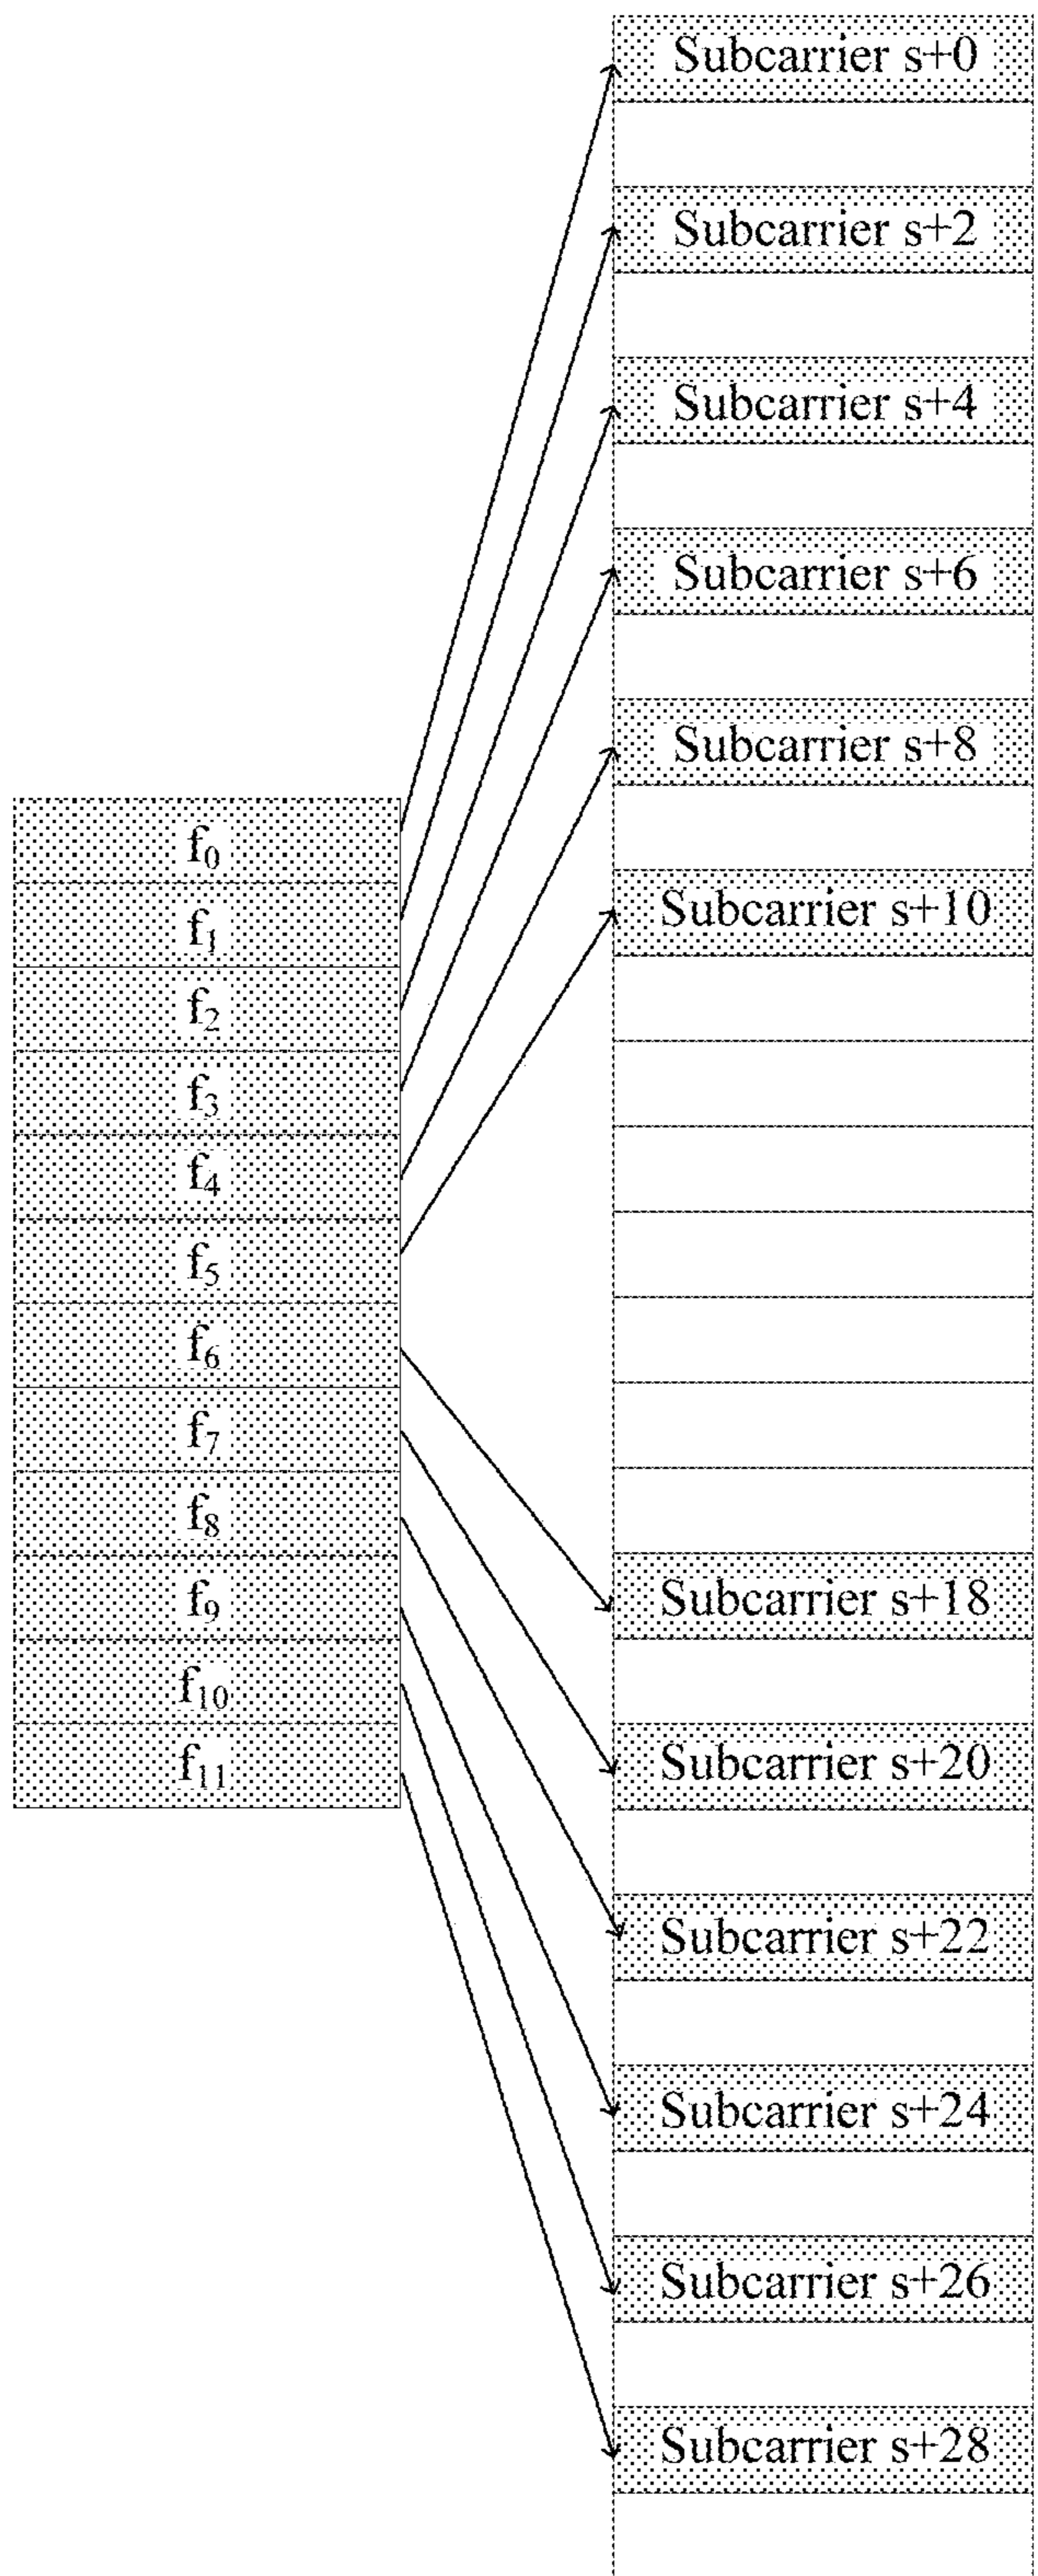 Subcarrier s+0
Subcarrier s+2
Subcarrier s+4
Subcarrier s+6
Subcarrier s+8
Subcarrier s+10
Subcarrier s+18
Subcarrier s+20
Subcarrier s+22
Subcarrier s+24
Subcarrier s+26
Subcarrier s+28
f₀
f₁
f₂
f₃
f₄
f₅
f₆
f₇
f₈
f₉
f₁₀
f₁₁